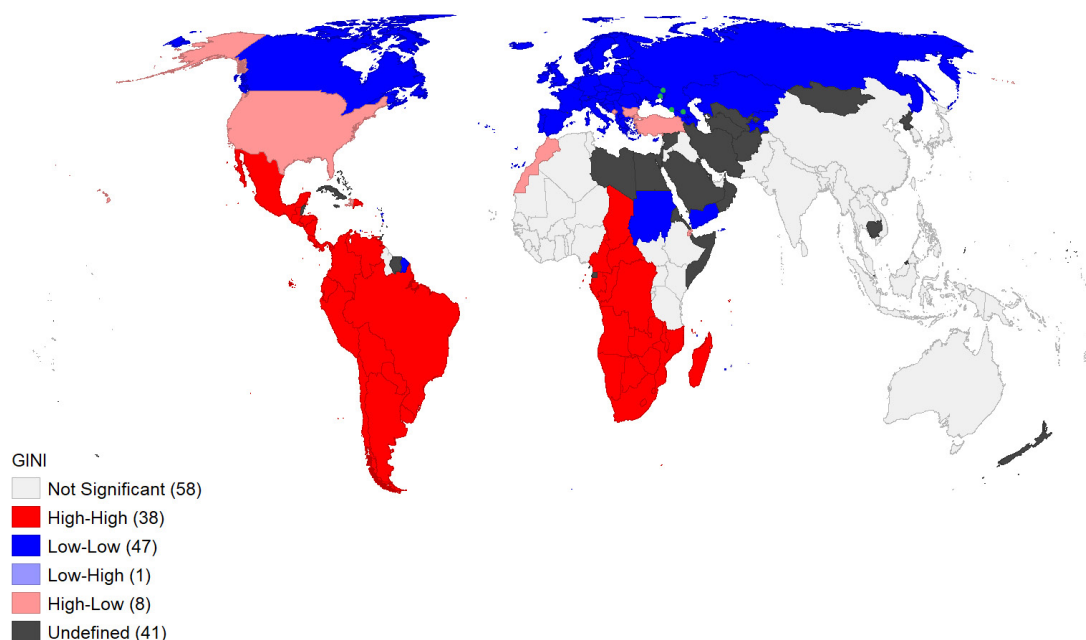 GINI
Not Significant (58)
High-High (38)
Low-Low (47)
Low-High (1)
High-Low (8)
Undefined (41)